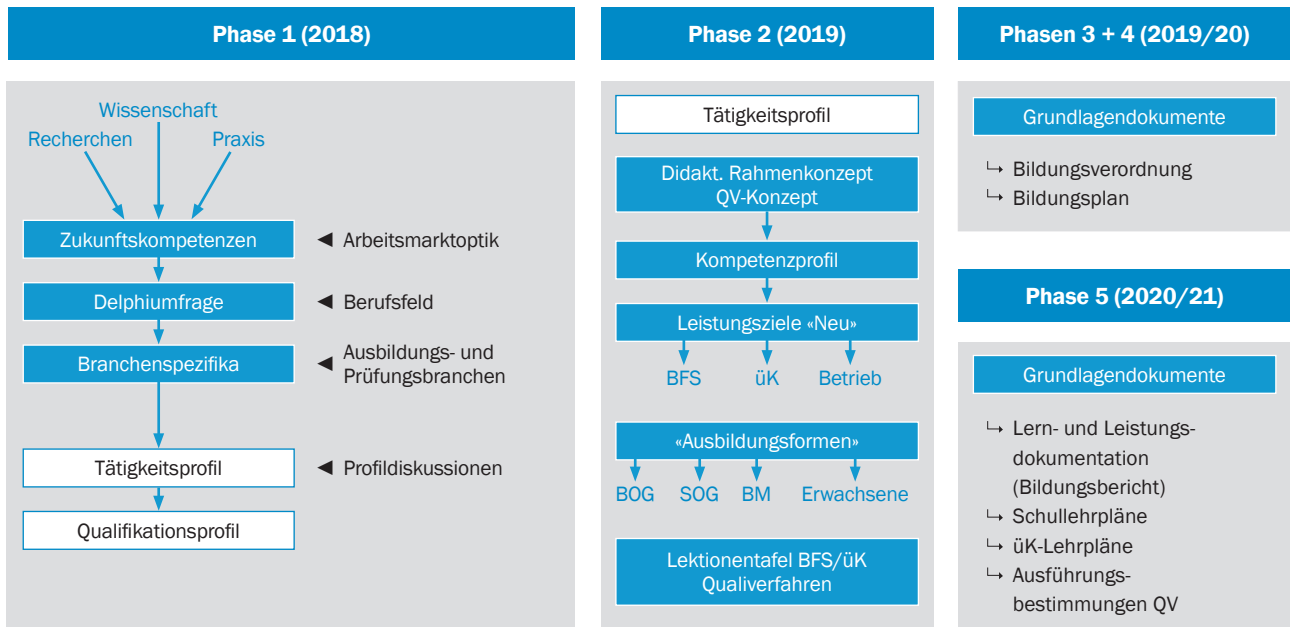 Phase 1 (2018)
Wissenschaft
Recherchen
Praxis
Zukunftskompetenzen
◄ Arbeitsmarktoptik
Delphiumfrage
◄ Berufsfeld
Branchenspezifika
◄ Ausbildungs- und
Prüfungsbranchen
Tätigkeitsprofil
◄ Profildiskussionen
Qualifikationsprofil
Phase 2 (2019)
Tätigkeitsprofil
Didakt. Rahmenkonzept
QV-Konzept
Kompetenzprofil
Leistungsziele «Neu»
BFS
üK
Betrieb
«Ausbildungsformen»
BOG
SOG
BM
Erwachsene
Lektionentafel BFS/üK
Qualiverfahren
Phasen 3 + 4 (2019/20)
Grundlagendokumente
↳ Bildungsverordnung
↳ Bildungsplan
Phase 5 (2020/21)
Grundlagendokumente
↳ Lern- und Leistungs-
dokumentation
(Bildungsbericht)
↳ Schullehrpläne
↳ üK-Lehrpläne
↳ Ausführungs-
bestimmungen QV